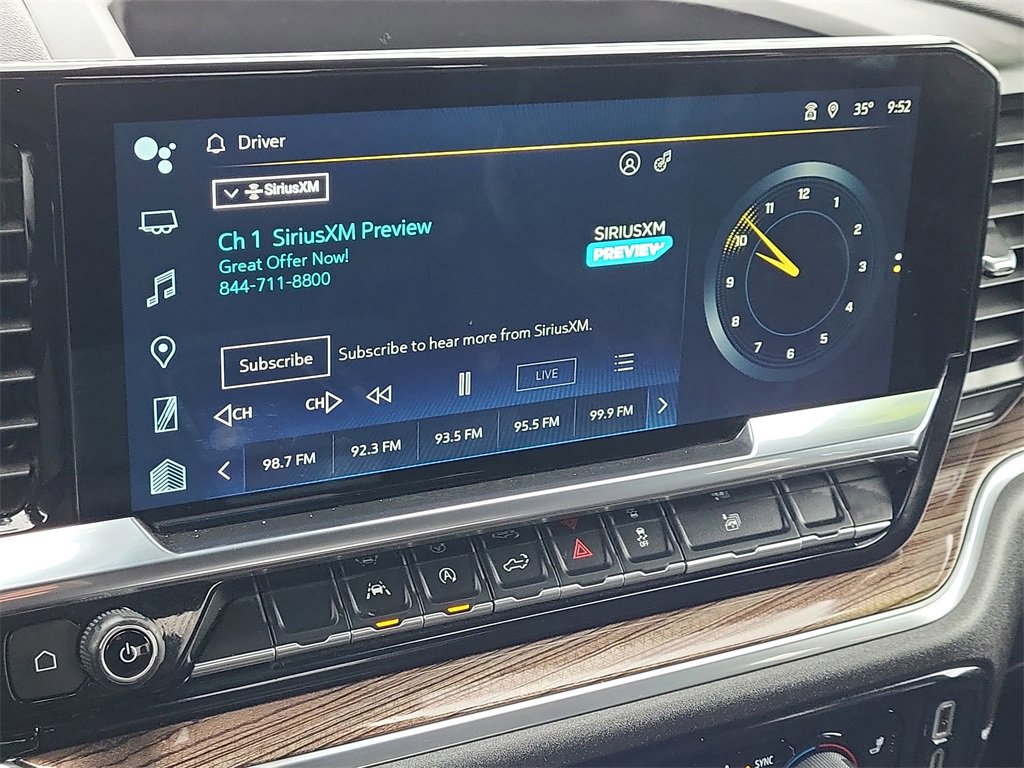 Driver
35° 9:52
SiriusXM
Ch 1 SiriusXM Preview
Great Offer Now!
844-711-8800
SIRIUSXM
PREVIEW
Subscribe
Subscribe to hear more from SiriusXM.
CH
CH
LIVE
98.7 FM
92.3 FM
93.5 FM
95.5 FM
99.9 FM
12
1
2
3
4
5
6
7
8
9
10
11
A
OFF
SYNC